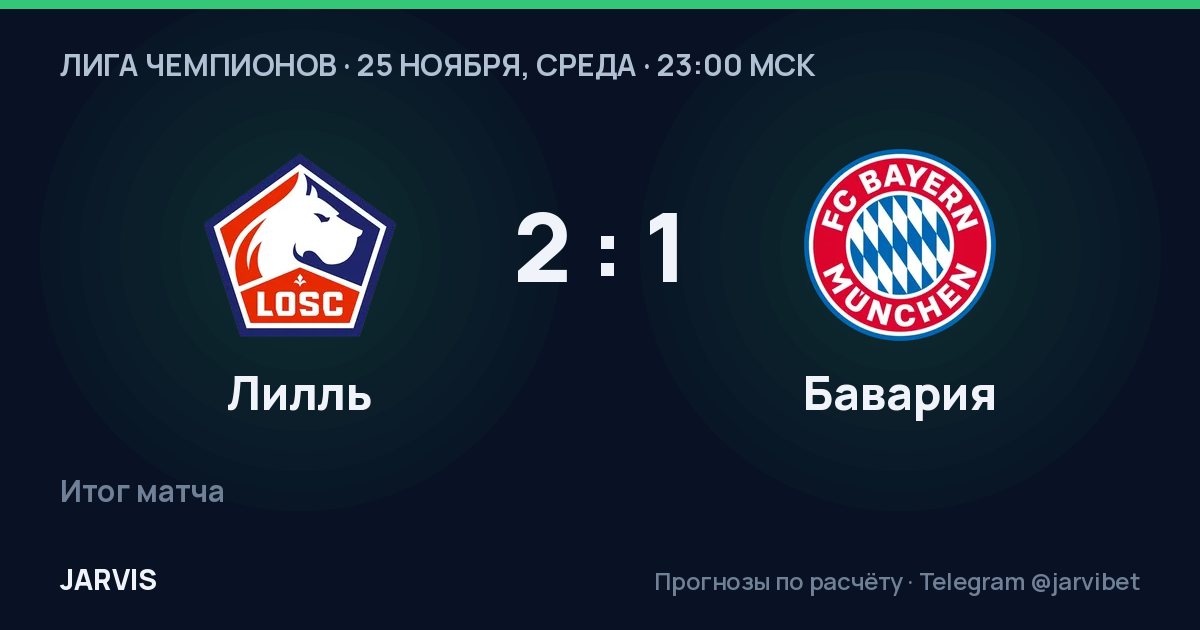 ЛИГА ЧЕМПИОНОВ · 25 НОЯБРЯ, СРЕДА · 23:00 МСК
LOSC
FC BAYERN
MÜNCHEN
2 : 1
Лилль
Бавария
Итог матча
JARVIS
Прогнозы по расчёту · Telegram @jarvibet